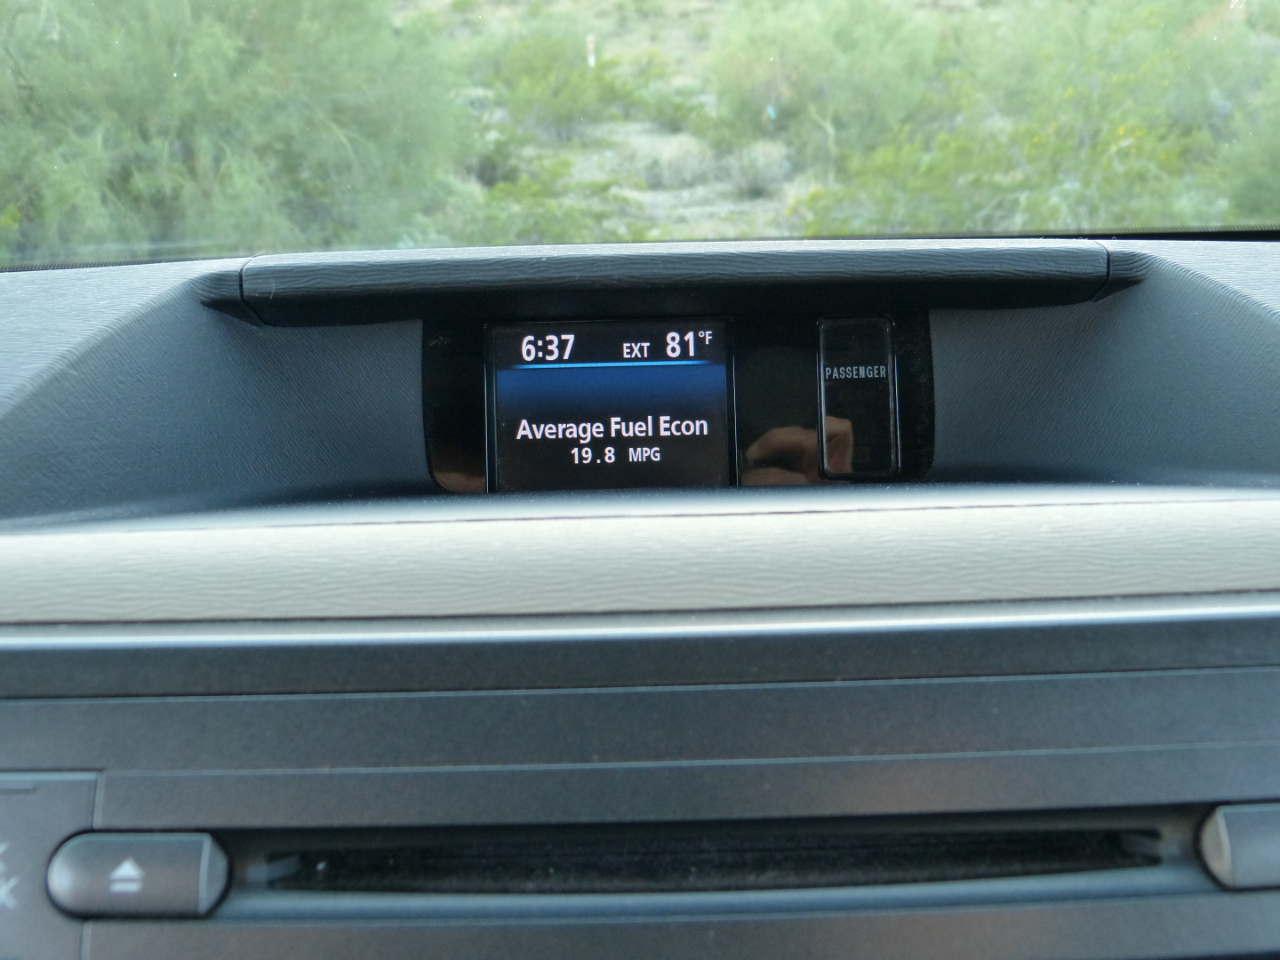 6:37 EXT 81°F
PASSENGER
Average Fuel Econ
19.8 MPG